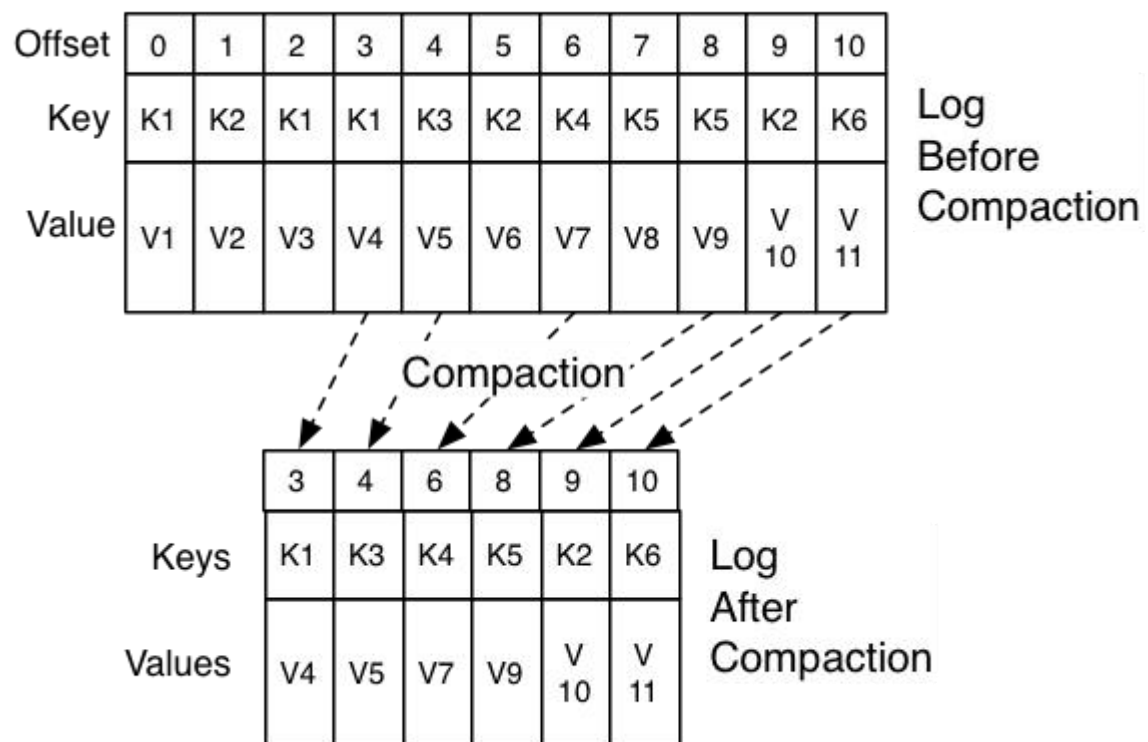 Offset 0 1 2 3 4 5 6 7 8 9 10
Key K1 K2 K1 K1 K3 K2 K4 K5 K5 K2 K6
Value V1 V2 V3 V4 V5 V6 V7 V8 V9 V 10 V 11
Log
Before
Compaction
Compaction
3 4 6 8 9 10
Keys K1 K3 K4 K5 K2 K6
Values V4 V5 V7 V9 V 10 V 11
Log
After
Compaction